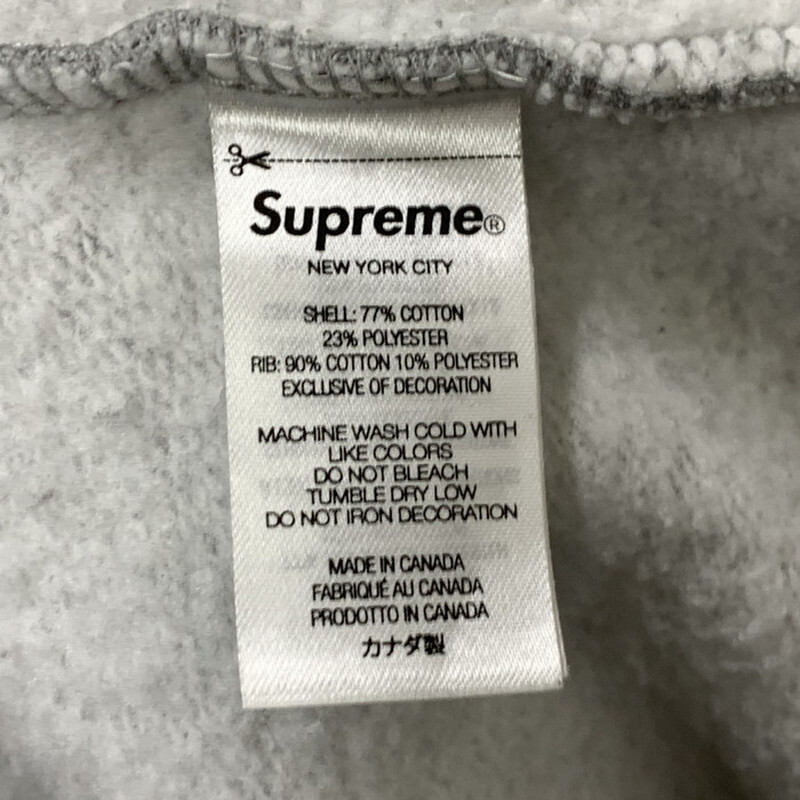 Supreme®
NEW YORK CITY
SHELL: 77% COTTON
23% POLYESTER
RIB: 90% COTTON 10% POLYESTER
EXCLUSIVE OF DECORATION
MACHINE WASH COLD WITH
LIKE COLORS
DO NOT BLEACH
TUMBLE DRY LOW
DO NOT IRON DECORATION
MADE IN CANADA
FABRIQUÉ AU CANADA
PRODOTTO IN CANADA
カナダ製